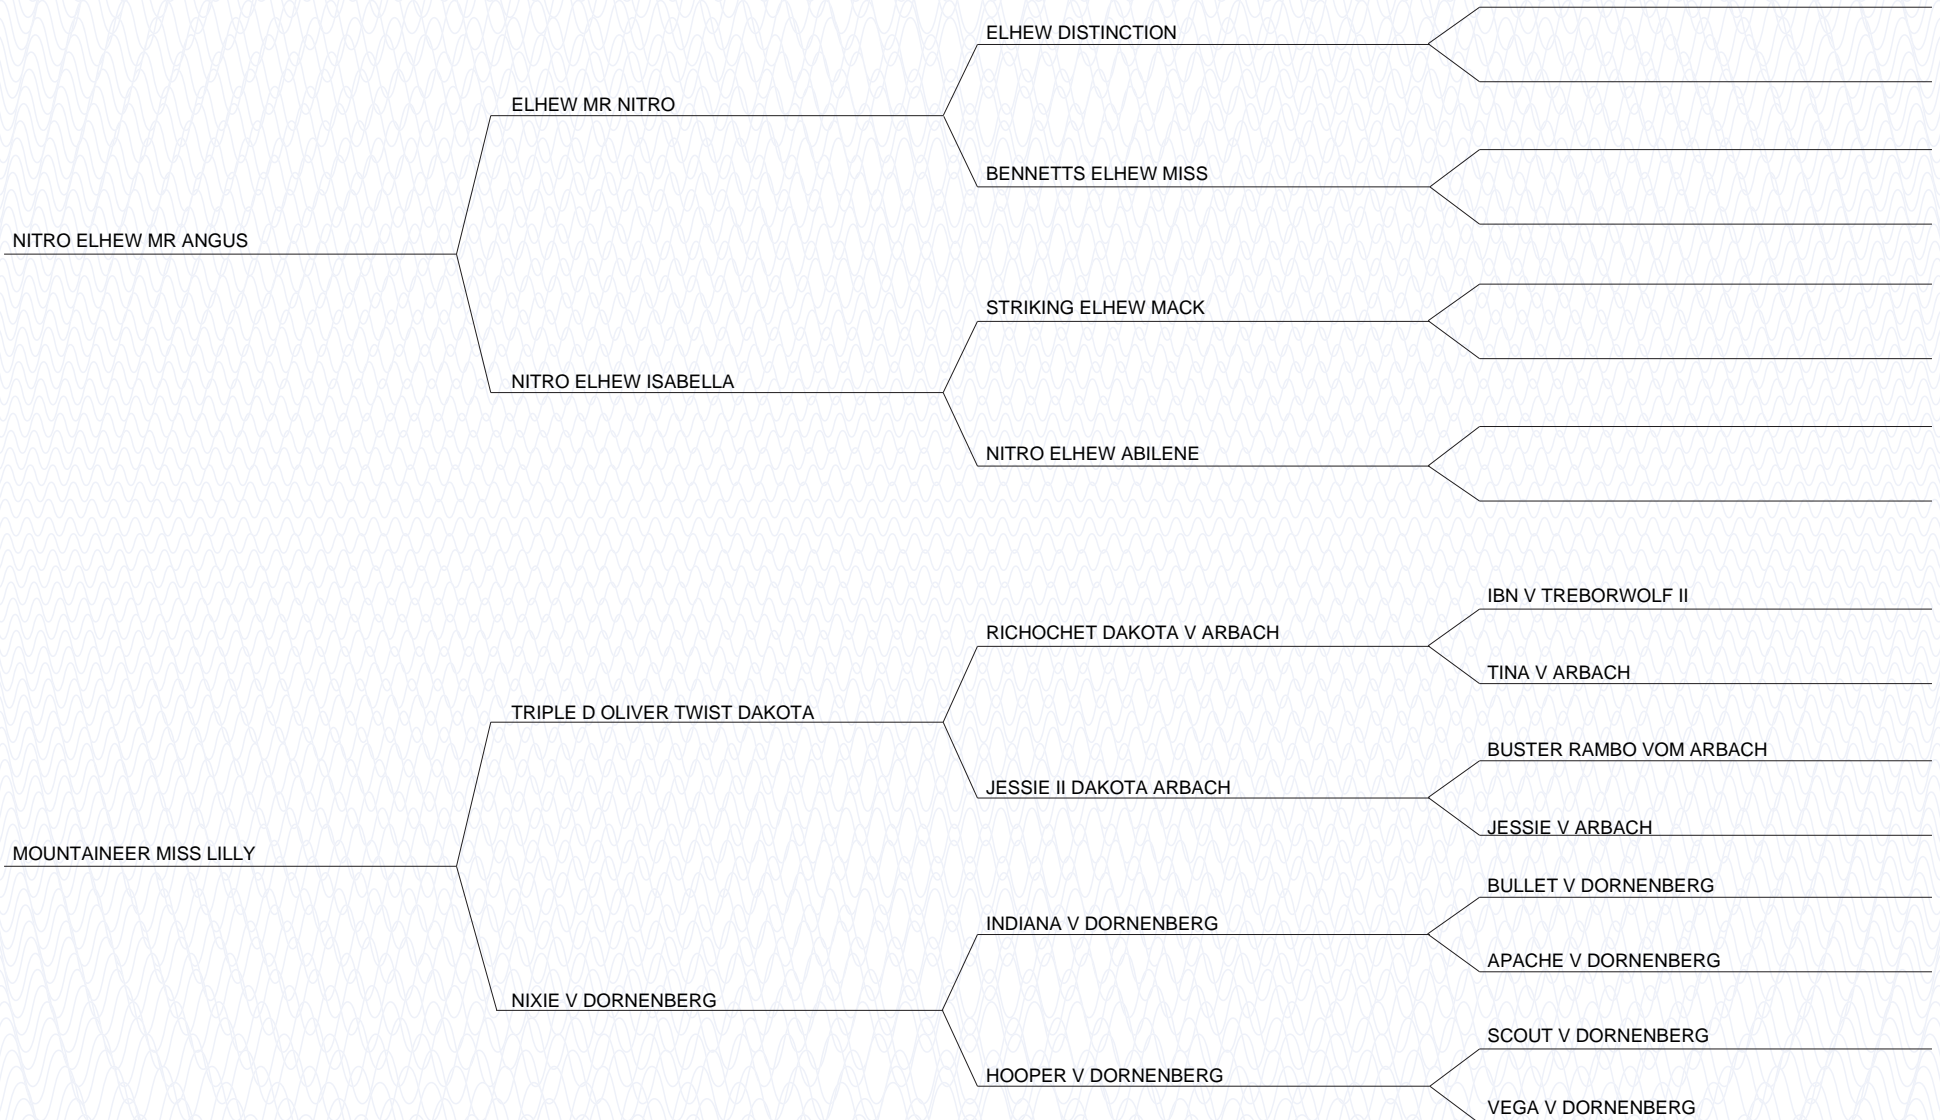 NITRO ELHEW MR ANGUS
ELHEW MR NITRO
ELHEW DISTINCTION
BENNETTS ELHEW MISS
NITRO ELHEW ISABELLA
STRIKING ELHEW MACK
NITRO ELHEW ABILENE
MOUNTAINEER MISS LILLY
TRIPLE D OLIVER TWIST DAKOTA
RICHOCHET DAKOTA V ARBACH
IBN V TREBORWOLF II
TINA V ARBACH
JESSIE II DAKOTA ARBACH
BUSTER RAMBO VOM ARBACH
JESSIE V ARBACH
NIXIE V DORNENBERG
INDIANA V DORNENBERG
BULLET V DORNENBERG
APACHE V DORNENBERG
HOOPER V DORNENBERG
SCOUT V DORNENBERG
VEGA V DORNENBERG